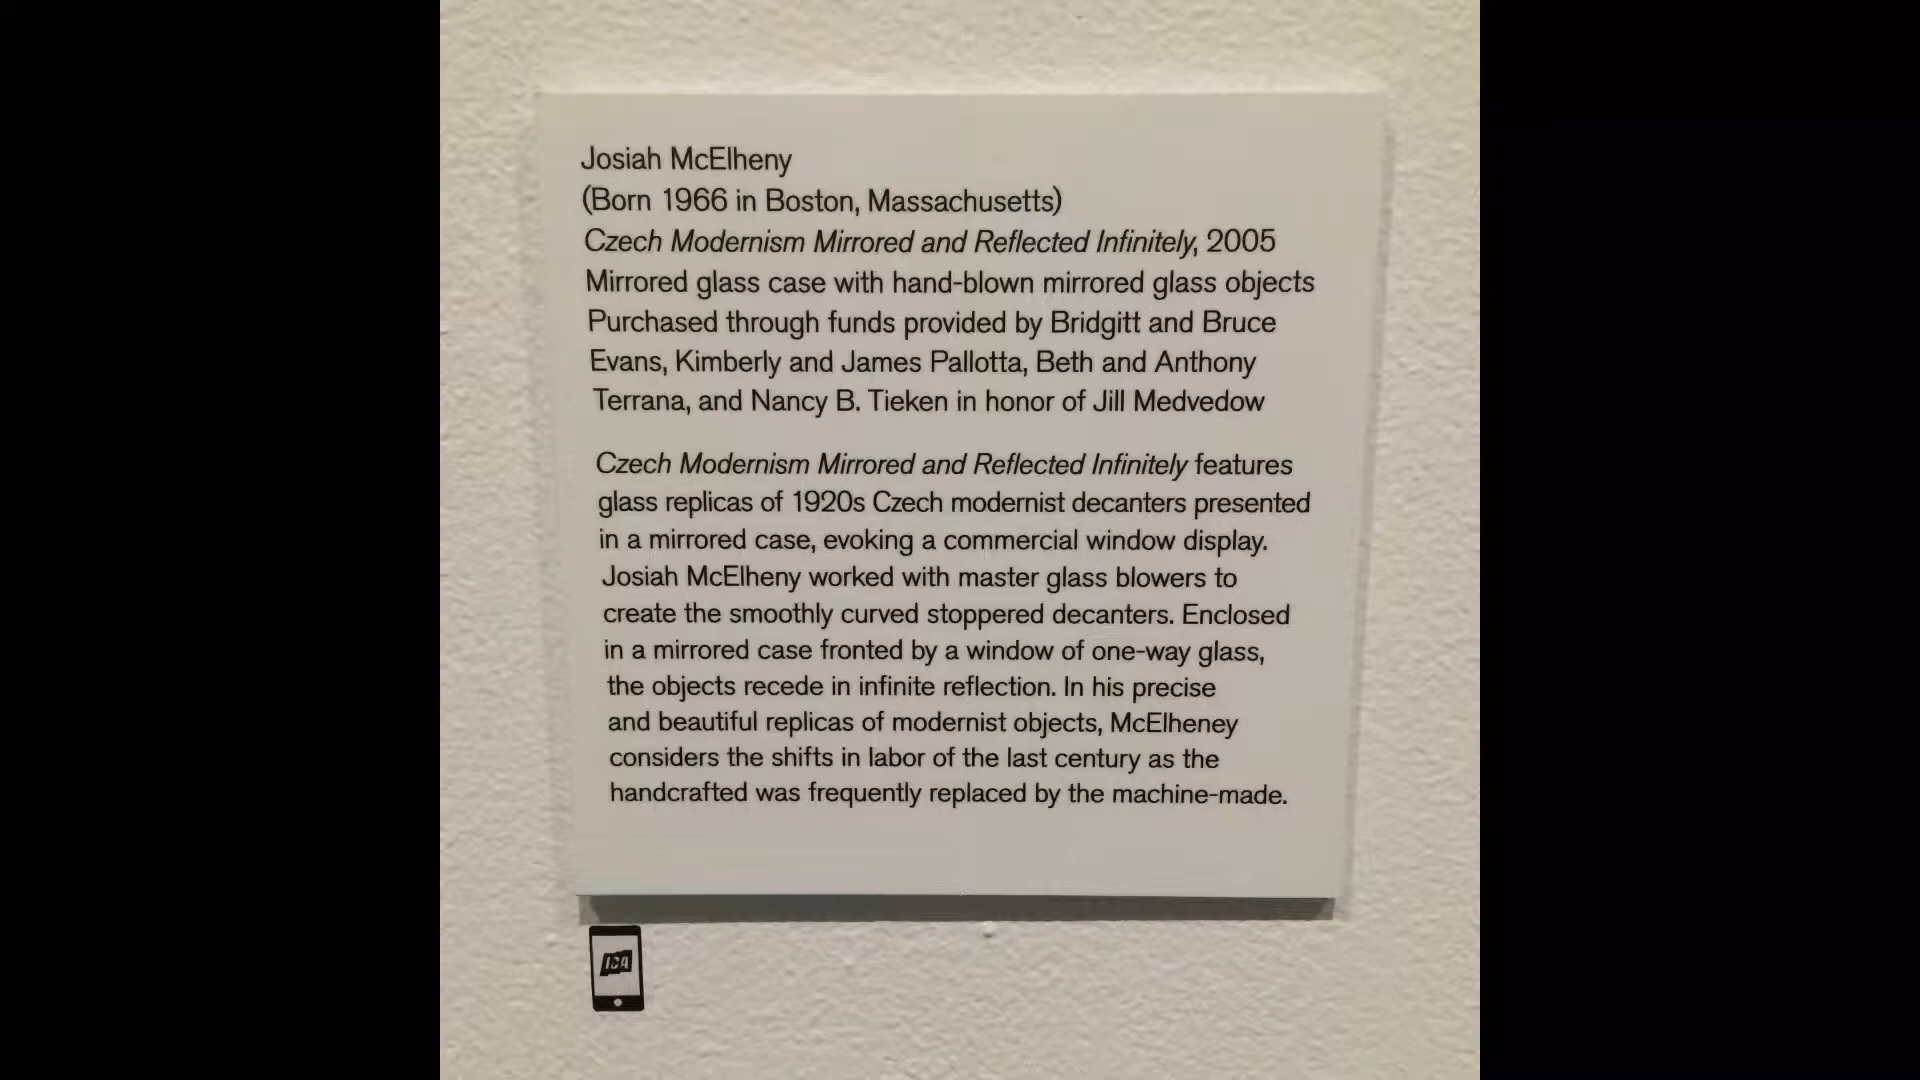 Josiah McElheny
(Born 1966 in Boston, Massachusetts)
Czech Modernism Mirrored and Reflected Infinitely, 2005
Mirrored glass case with hand-blown mirrored glass objects
Purchased through funds provided by Bridgitt and Bruce
Evans, Kimberly and James Pallotta, Beth and Anthony
Terrana, and Nancy B. Tieken in honor of Jill Medvedow
Czech Modernism Mirrored and Reflected Infinitely features
glass replicas of 1920s Czech modernist decanters presented
in a mirrored case, evoking a commercial window display.
Josiah McElheny worked with master glass blowers to
create the smoothly curved stoppered decanters. Enclosed
in a mirrored case fronted by a window of one-way glass,
the objects recede in infinite reflection. In his precise
and beautiful replicas of modernist objects, McElheney
considers the shifts in labor of the last century as the
handcrafted was frequently replaced by the machine-made.
ICA